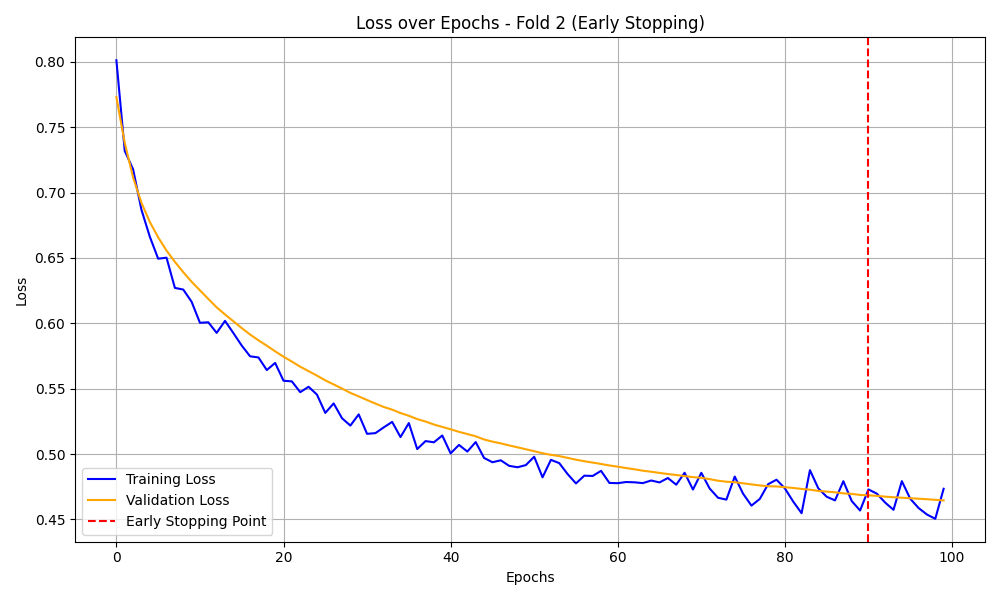 Loss over Epochs - Fold 2 (Early Stopping)
0.80
0.75
0.70
0.65
0.60
0.55
0.50
0.45
Loss
Training Loss
Validation Loss
Early Stopping Point
0 20 40 60 80 100
Epochs